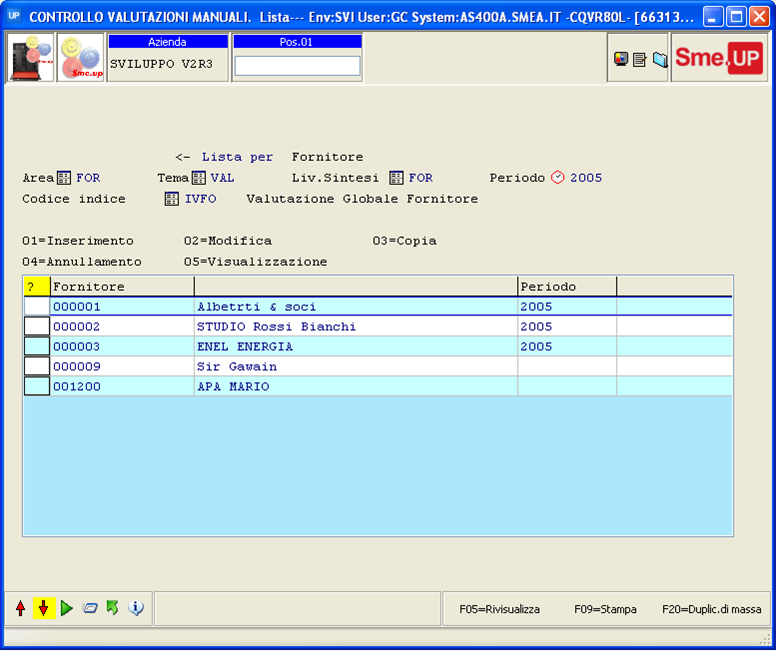 UP CONTROLLO VALUTAZIONI MANUALI. Lista--- Env:SVI User:GC System:AS400A.SMEA.IT -CQVR80L- [66313...
Sme.up Azienda Pos.01
SVILUPPO V2R3
Sme.UP
<- Lista per Fornitore
Area FOR Tema VAL Liv.Sintesi FOR Periodo 2005
Codice indice IVFO Valutazione Globale Fornitore
01=Inserimento 02=Modifica 03=Copia
04=Annullamento 05=Visualizzazione
? Fornitore Periodo
000001 Albetrti & soci 2005
000002 STUDIO Rossi Bianchi 2005
000003 ENEL ENERGIA 2005
000009 Sir Gawain
001200 APA MARIO
F05=Rivisualizza F09=Stampa F20=Duplic.di massa